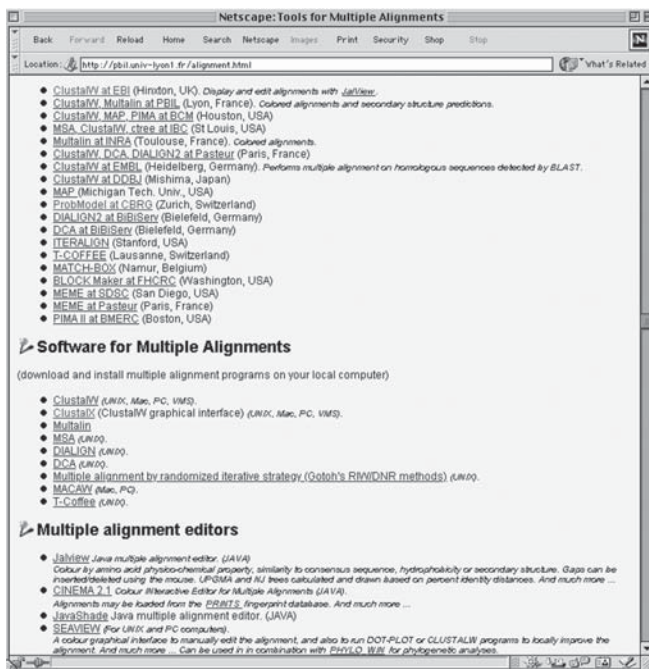 Netscape: Tools for Multiple Alignments
Back Forward Reload Home Search Netscape Images Print Security Shop Stop
N
Location: http://pbil.univ-lyon1.fr/alignment.html What's Related
ClustalW at EBI (Hinxton, UK). Display and edit alignments with JalView.
ClustalW, Multalin at PBIL (Lyon, France). Colored alignments and secondary structure predictions.
ClustalW, MAP, PIMA at BCM (Houston, USA)
MSA, ClustalW, ctree at IBC (St Louis, USA)
Multalin at INRA (Toulouse, France). Colored alignments.
ClustalW, DCA, DIALIGN2 at Pasteur (Paris, France)
ClustalW at EMBL (Heidelberg, Germany). Performs multiple alignment on homologous sequences detected by BLAST.
ClustalW at DDBJ (Mishima, Japan)
MAP (Michigan Tech. Univ., USA)
ProbModel at CBRG (Zurich, Switzerland)
DIALIGN2 at BiBiServ (Bielefeld, Germany)
DCA at BiBiServ (Bielefeld, Germany)
ITERALIGN (Stanford, USA)
T-COFFEE (Lausanne, Switzerland)
MATCH-BOX (Namur, Belgium)
BLOCK Maker at FHCRC (Washington, USA)
MEME at SDSC (San Diego, USA)
MEME at Pasteur (Paris, France)
PIMA II at BMERC (Boston, USA)
Software for Multiple Alignments
(download and install multiple alignment programs on your local computer)
ClustalW (UNIX, Mac, PC, VMS).
ClustalX (ClustalW graphical interface) (UNIX, Mac, PC, VMS).
Multalin
MSA (UNIX).
DIALIGN (UNIX).
DCA (UNIX).
Multiple alignment by randomized iterative strategy (Gotoh's RIW/DNR methods) (UNIX).
MACAW (Mac, PC).
T-Coffee (UNIX).
Multiple alignment editors
Jalview Java multiple alignment editor. (JAVA)
Colour by amino acid physico-chemical property, similarity to consensus sequence, hydrophobicity or secondary structure. Gaps can be
inserted/deleted using the mouse. UPGMA and NJ trees calculated and drawn based on percent identity distances. And much more ...
CINEMA 2.1 Colour INteractive Editor for Multiple Alignments (JAVA).
Alignments may be loaded from the PRINTS fingerprint database. And much more ...
JavaShade Java multiple alignment editor. (JAVA)
SEAVIEW (For UNIX and PC computers).
A colour graphical interface to manually edit the alignment, and also to run DOT-PLOT or CLUSTALW programs to locally improve the
alignment. And much more ... Can be used in in combination with PHYLO_WIN for phylogenetic analyses.